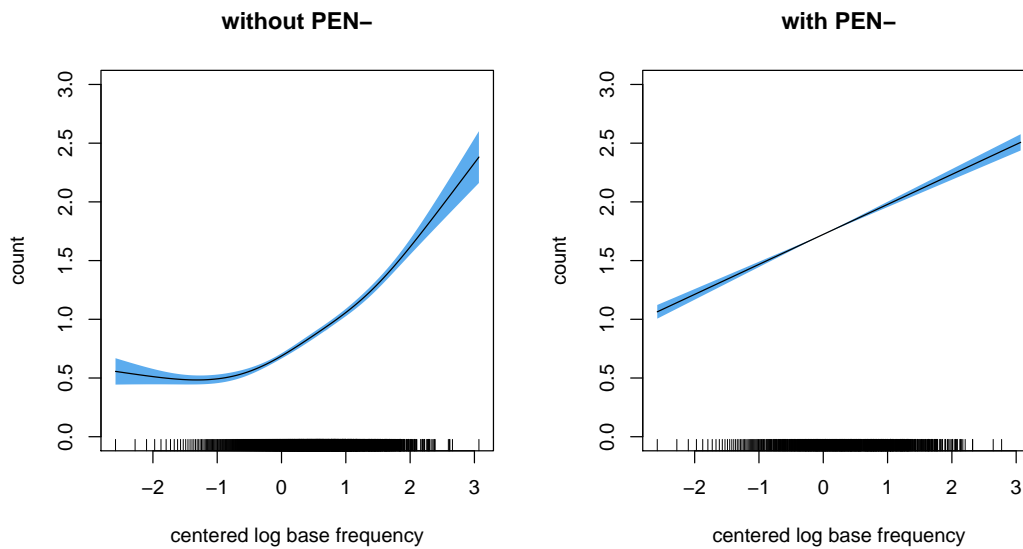 without PEN−
count
0.0 0.5 1.0 1.5 2.0 2.5 3.0
−2 −1 0 1 2 3
centered log base frequency
with PEN−
count
0.0 0.5 1.0 1.5 2.0 2.5 3.0
−2 −1 0 1 2 3
centered log base frequency